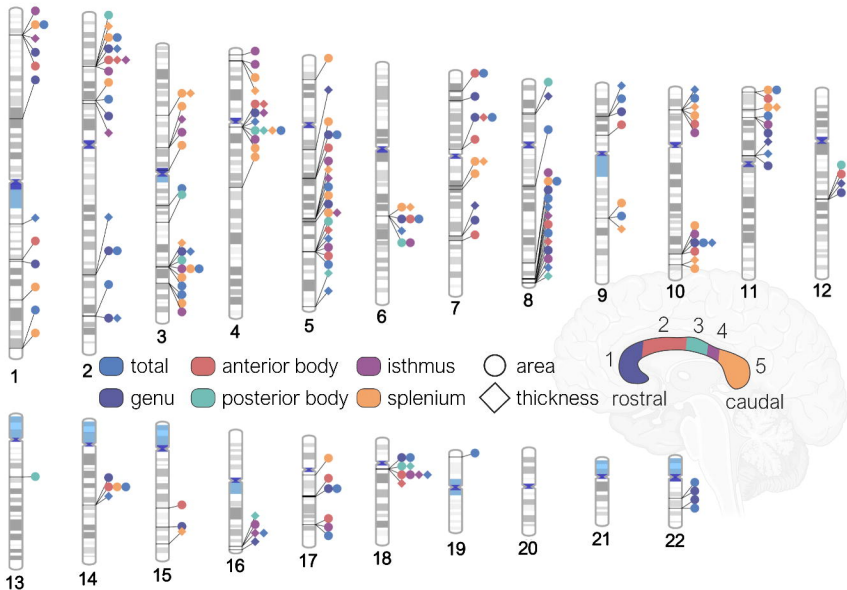 1 2 3 4 5 6 7 8 9 10 11 12
1 2 3 4 5
rostral caudal
total anterior body isthmus area
genu posterior body splenium thickness
13 14 15 16 17 18 19 20 21 22